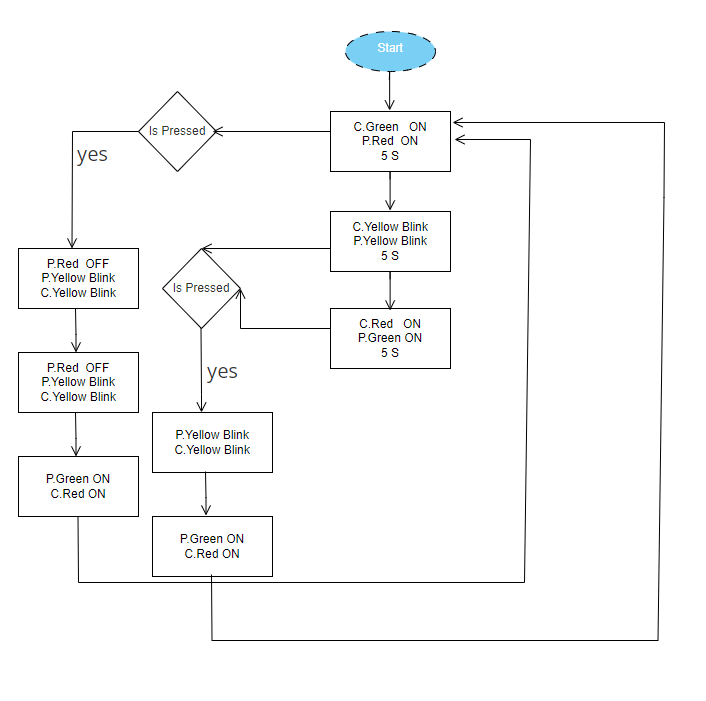 Start
C.Green ON
P.Red ON
5 S
Is Pressed
yes
C.Yellow Blink
P.Yellow Blink
5 S
Is Pressed
P.Red OFF
P.Yellow Blink
C.Yellow Blink
C.Red ON
P.Green ON
5 S
yes
P.Red OFF
P.Yellow Blink
C.Yellow Blink
P.Yellow Blink
C.Yellow Blink
P.Green ON
C.Red ON
P.Green ON
C.Red ON